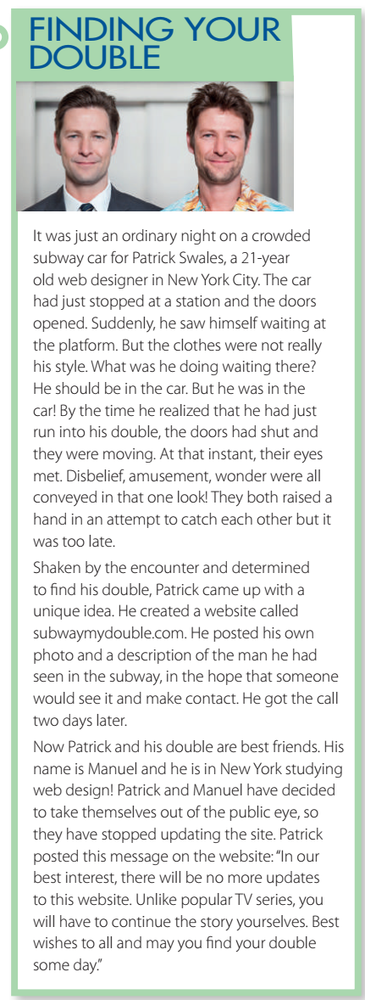 FINDING YOUR
DOUBLE
It was just an ordinary night on a crowded
subway car for Patrick Swales, a 21-year
old web designer in New York City. The car
had just stopped at a station and the doors
opened. Suddenly, he saw himself waiting at
the platform. But the clothes were not really
his style. What was he doing waiting there?
He should be in the car. But he was in the
car! By the time he realized that he had just
run into his double, the doors had shut and
they were moving. At that instant, their eyes
met. Disbelief, amusement, wonder were all
conveyed in that one look! They both raised a
hand in an attempt to catch each other but it
was too late.
Shaken by the encounter and determined
to find his double, Patrick came up with a
unique idea. He created a website called
subwaymydouble.com. He posted his own
photo and a description of the man he had
seen in the subway, in the hope that someone
would see it and make contact. He got the call
two days later.
Now Patrick and his double are best friends. His
name is Manuel and he is in New York studying
web design! Patrick and Manuel have decided
to take themselves out of the public eye, so
they have stopped updating the site. Patrick
posted this message on the website: “In our
best interest, there will be no more updates
to this website. Unlike popular TV series, you
will have to continue the story yourselves. Best
wishes to all and may you find your double
some day.”